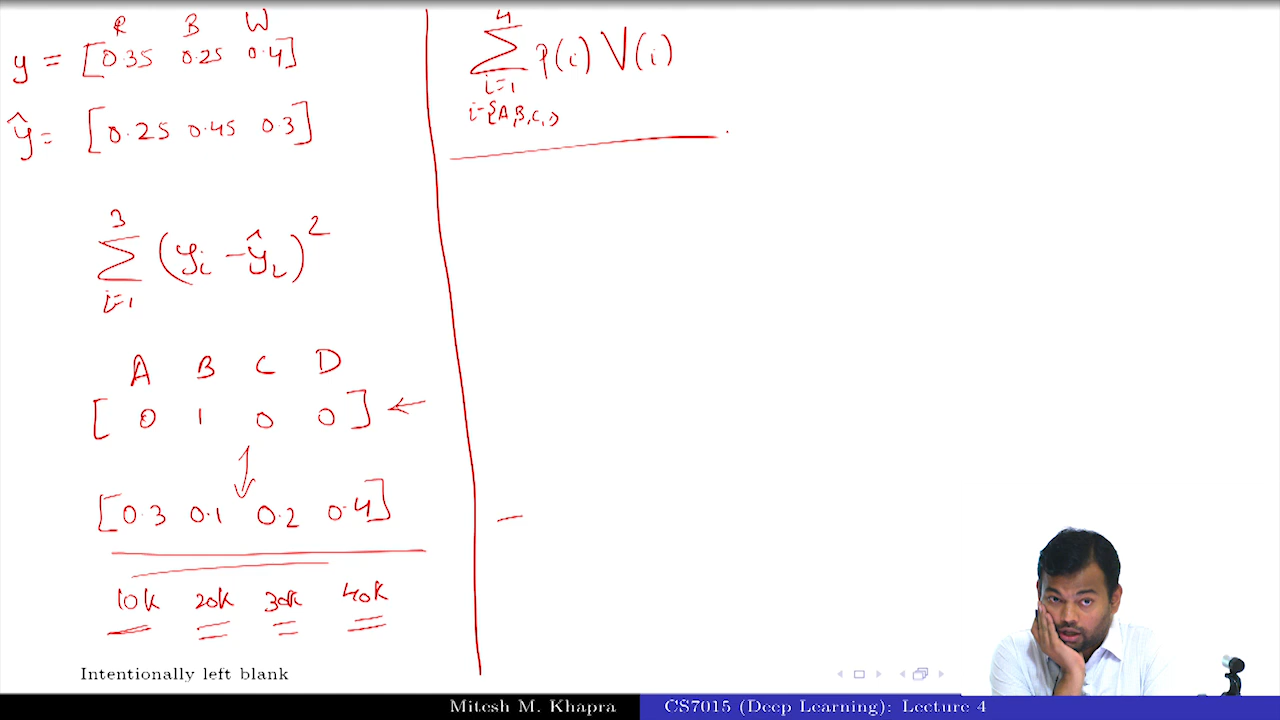 R B W
y = [0.35 0.25 0.4]
ŷ = [0.25 0.45 0.3]
3
∑ (yi - ŷi)²
i=1
A B C D
[ 0 1 0 0 ] ←
[0.3 0.1 0.2 0.4]
10k 20k 30k 40k
4
∑ p(i) V(i)
i=1
i={A,B,C,D
Intentionally left blank
Mitesh M. Khapra
CS7015 (Deep Learning): Lecture 4